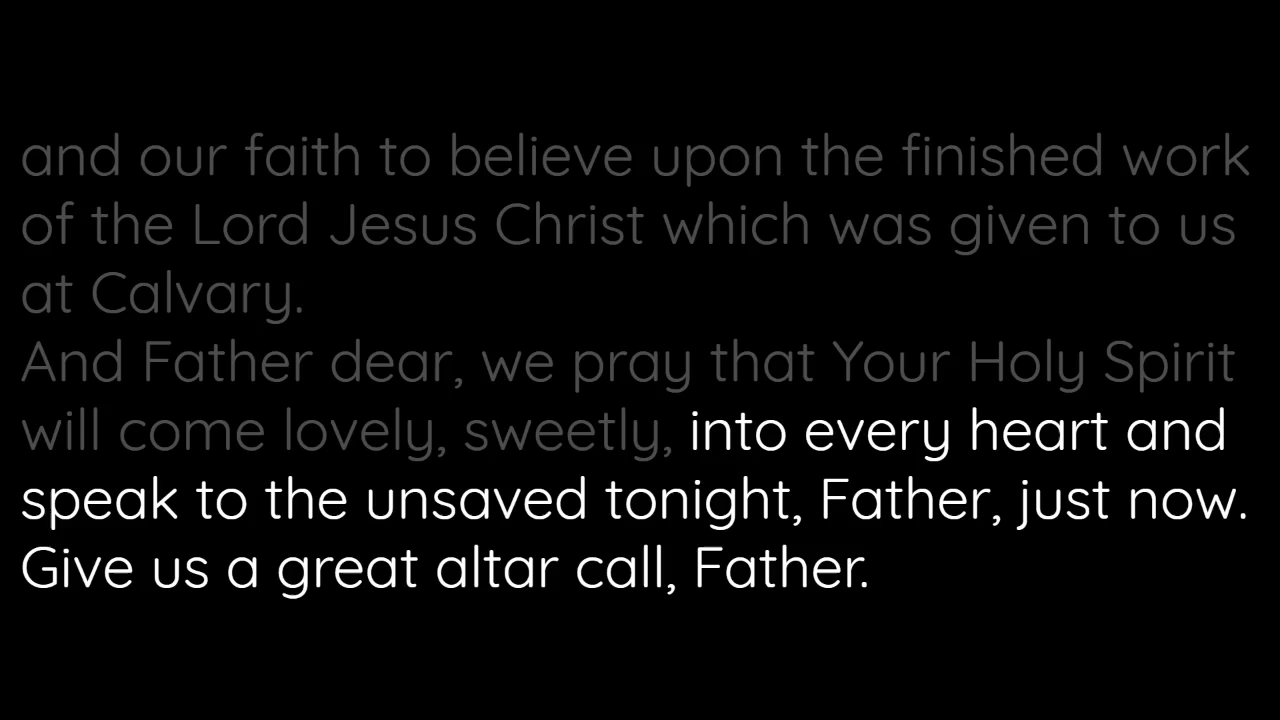 and our faith to believe upon the finished work
of the Lord Jesus Christ which was given to us
at Calvary.
And Father dear, we pray that Your Holy Spirit
will come lovely, sweetly, into every heart and
speak to the unsaved tonight, Father, just now.
Give us a great altar call, Father.